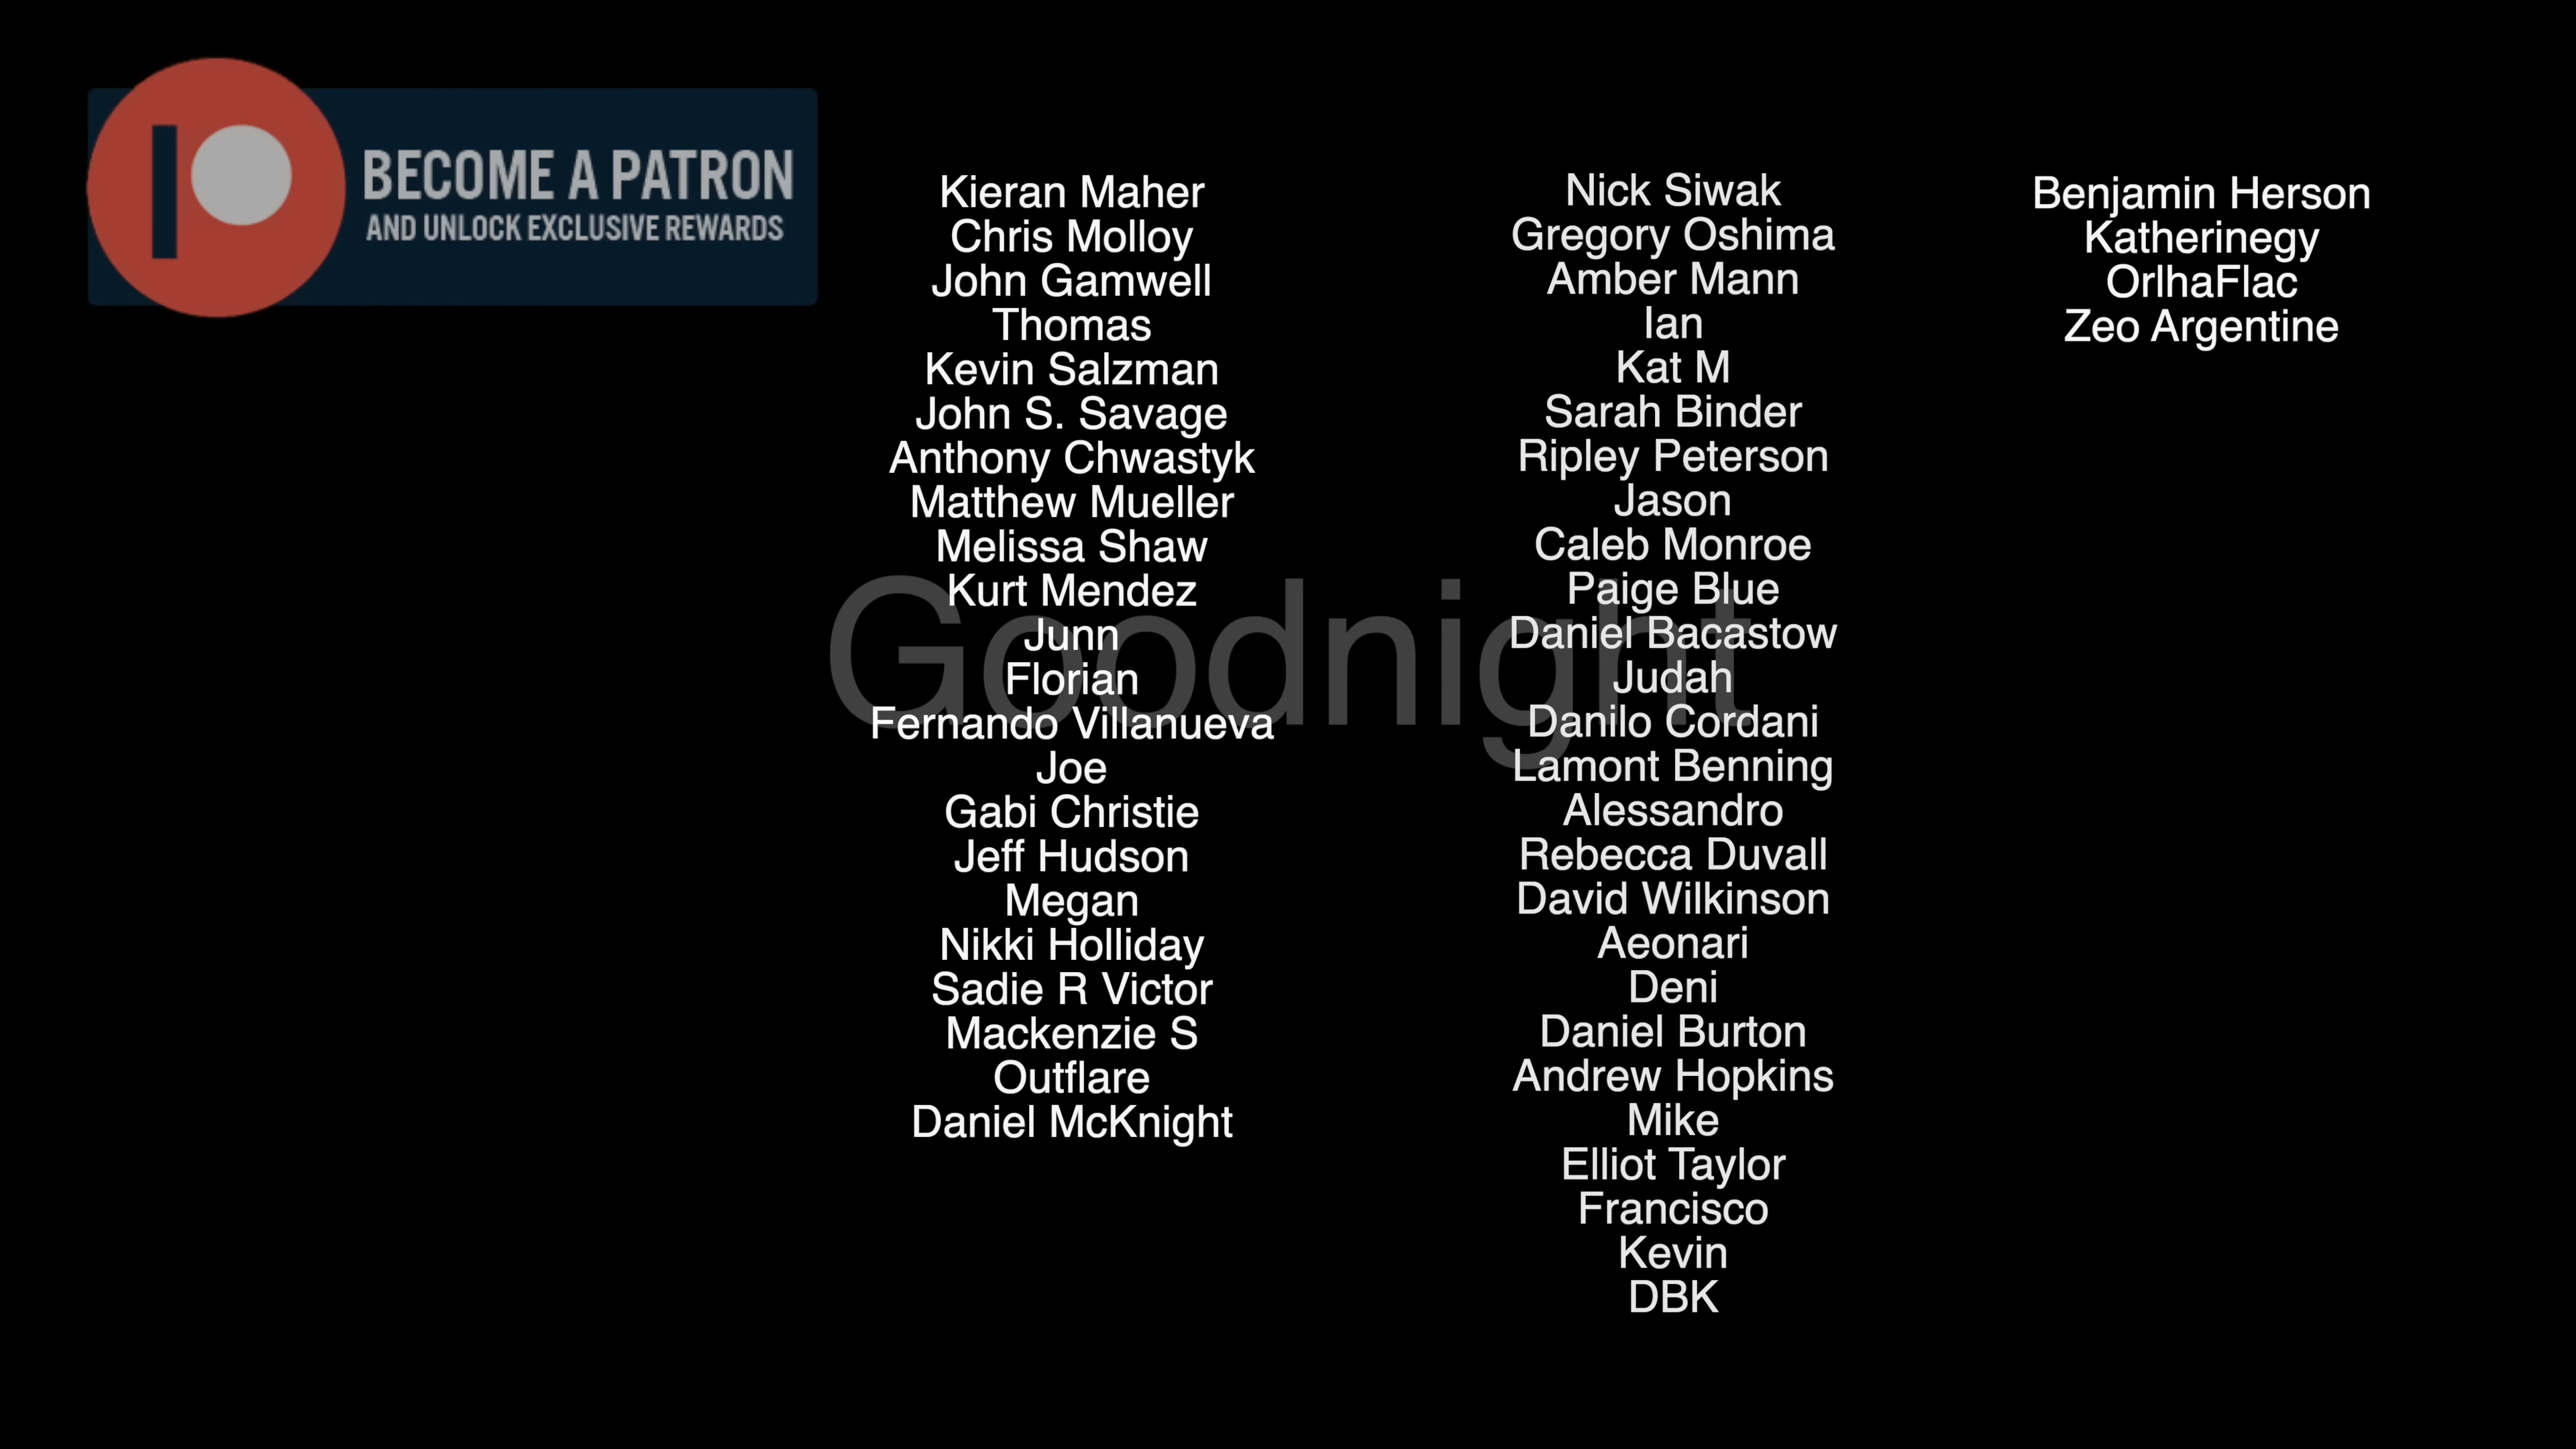 BECOME A PATRON
AND UNLOCK EXCLUSIVE REWARDS
Kieran Maher
Chris Molloy
John Gamwell
Thomas
Kevin Salzman
John S. Savage
Anthony Chwastyk
Matthew Mueller
Melissa Shaw
Kurt Mendez
Junn
Florian
Fernando Villanueva
Joe
Gabi Christie
Jeff Hudson
Megan
Nikki Holliday
Sadie R Victor
Mackenzie S
Outflare
Daniel McKnight
Nick Siwak
Gregory Oshima
Amber Mann
Ian
Kat M
Sarah Binder
Ripley Peterson
Jason
Caleb Monroe
Paige Blue
Daniel Bacastow
Judah
Danilo Cordani
Lamont Benning
Alessandro
Rebecca Duvall
David Wilkinson
Aeonari
Deni
Daniel Burton
Andrew Hopkins
Mike
Elliot Taylor
Francisco
Kevin
DBK
Benjamin Herson
Katherinegy
OrlhaFlac
Zeo Argentine
Goodnight